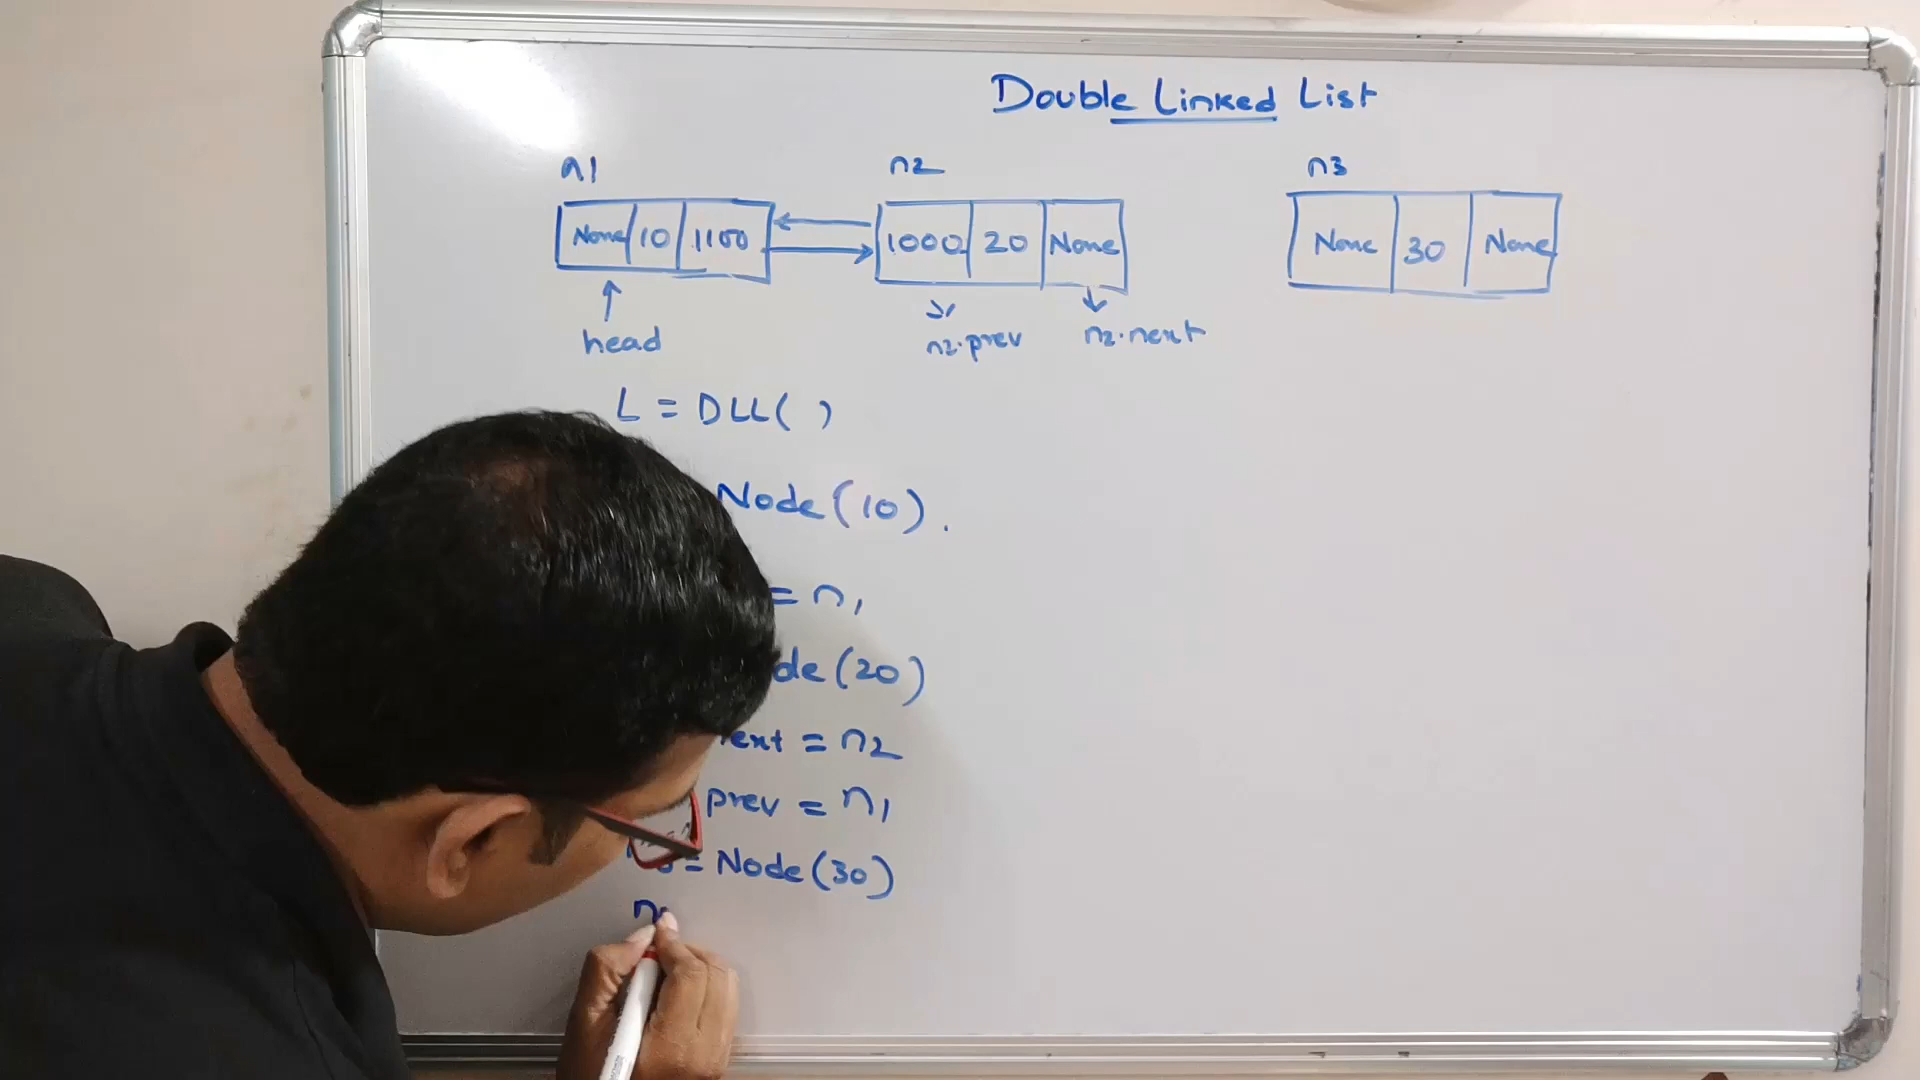 Double Linked List
n1 n2 n3
None 10 1100 1000 20 None None 30 None
head n2.prev n2.next
L = DLL( )
Node(10).
= n1
de(20)
ext = n2
prev = n1
= Node(30)
n